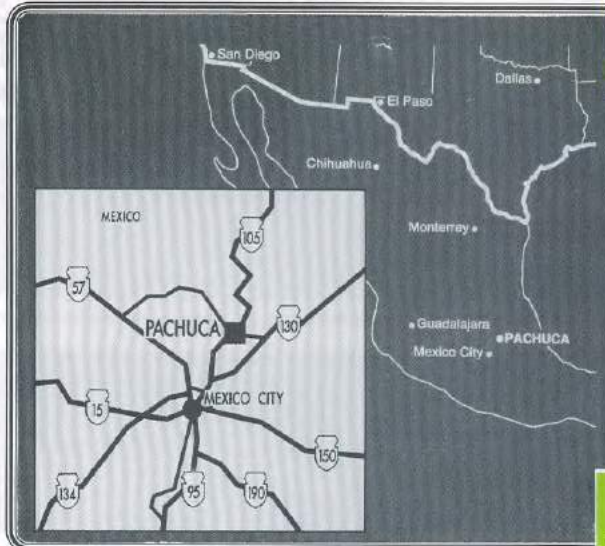 San Diego
Dallas
El Paso
Chihuahua
Monterrey
Guadalajara
PACHUCA
Mexico City
MEXICO
105
57
PACHUCA
130
MEXICO CITY
15
150
134
95
190